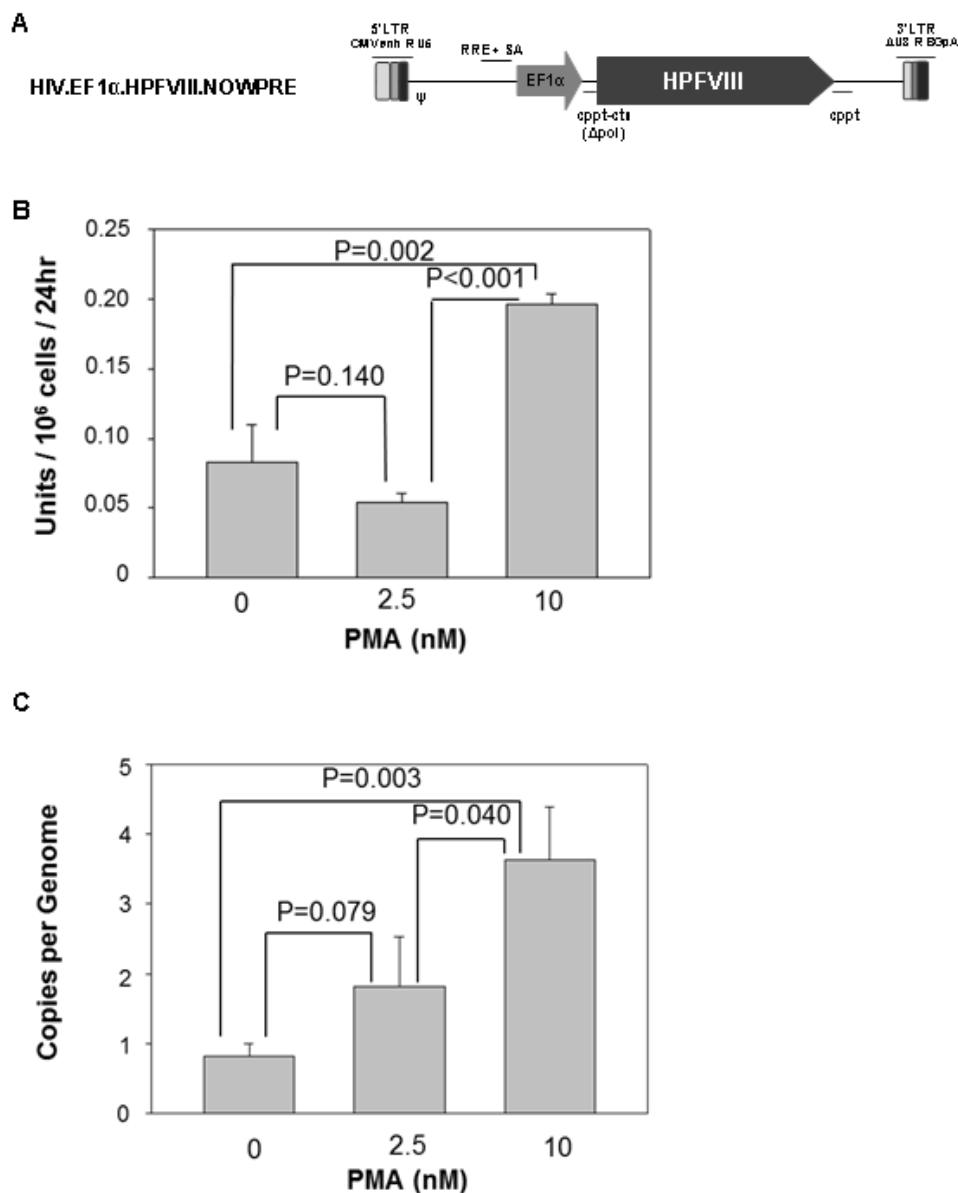 A
5'LTR
CMVenh R U5
RRE + SA
3'LTR
ΔU3 R BGpA
HIV.EF1α.HPFVIII.NOWPRE
EF1α
HPFVIII
Ψ
cppt-cts
(Δpol)
cppt
B
Units / 10⁶ cells / 24hr
0.25
0.20
0.15
0.10
0.05
0
P=0.002
P<0.001
P=0.140
0
2.5
10
PMA (nM)
C
Copies per Genome
5
4
3
2
1
0
P=0.003
P=0.040
P=0.079
0
2.5
10
PMA (nM)